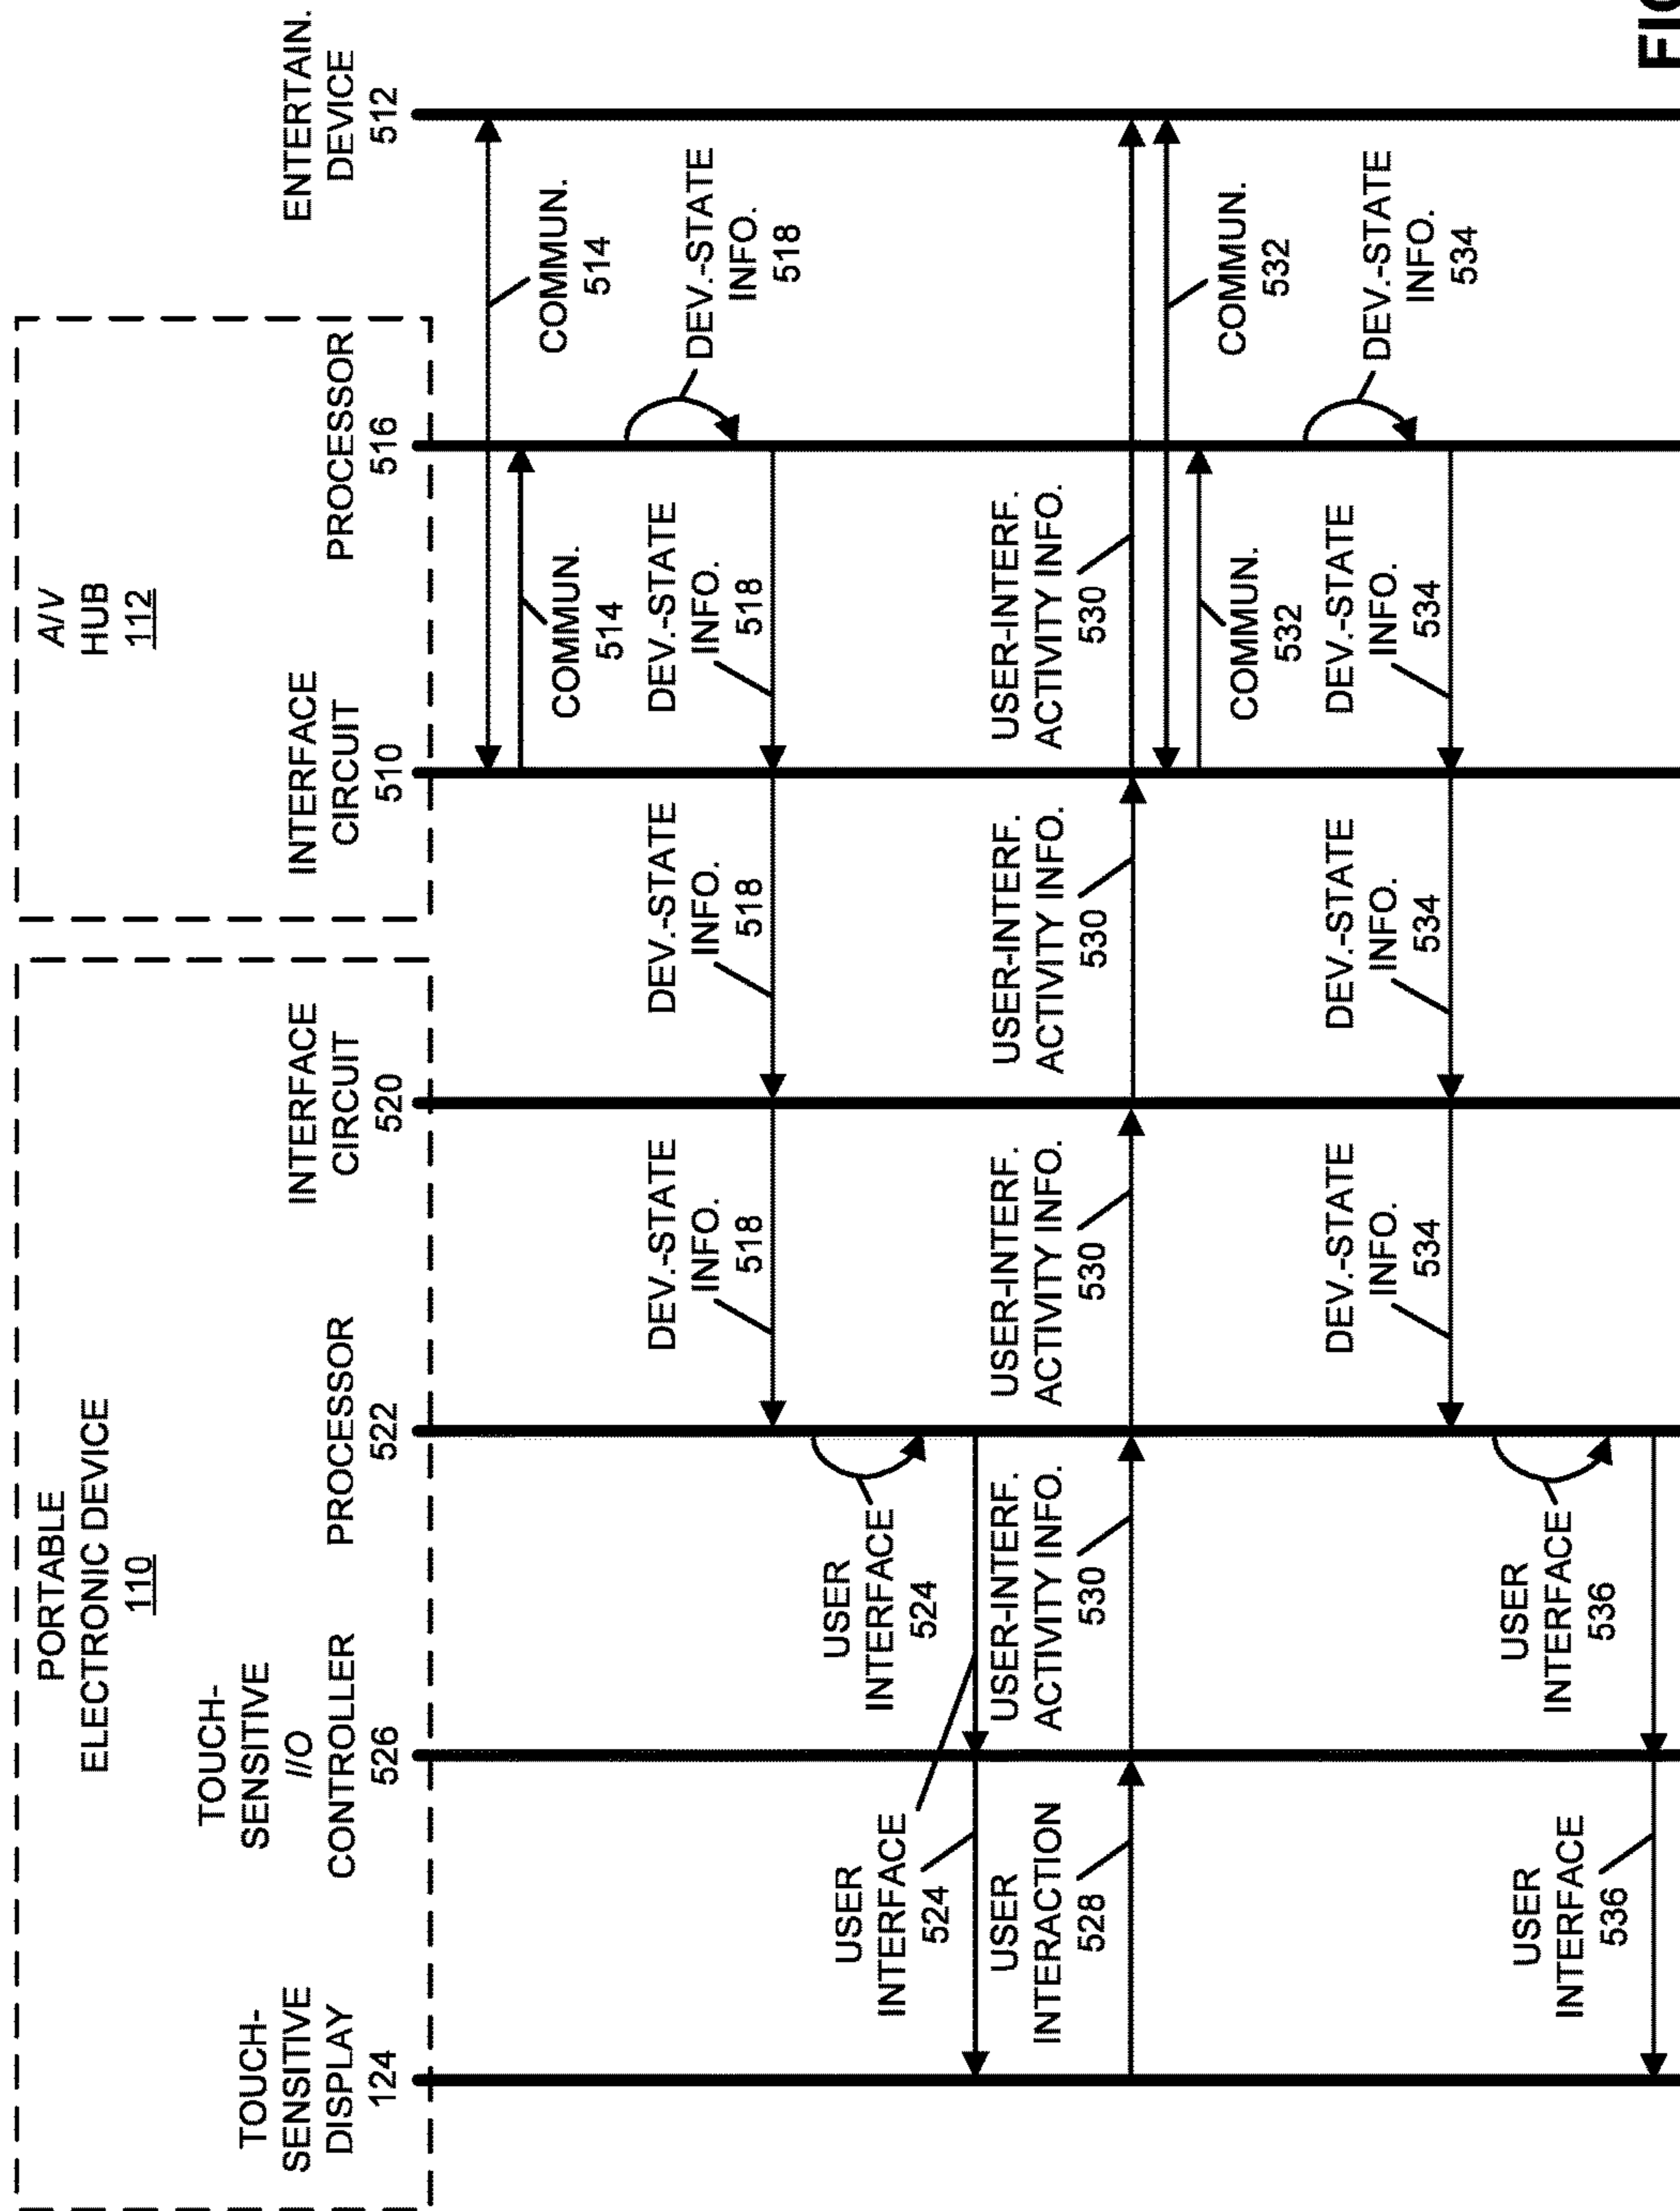 PORTABLE
ELECTRONIC DEVICE
110
A/V
HUB
112
TOUCH-
SENSITIVE
DISPLAY
124
TOUCH-
SENSITIVE
I/O
CONTROLLER
526
PROCESSOR
522
INTERFACE
CIRCUIT
520
INTERFACE
CIRCUIT
510
PROCESSOR
516
ENTERTAIN.
DEVICE
512
COMMUN.
514
COMMUN.
514
DEV.-STATE
INFO.
518
DEV.-STATE
INFO.
518
DEV.-STATE
INFO.
518
DEV.-STATE
INFO.
518
USER
INTERFACE
524
USER
INTERFACE
524
USER
INTERACTION
528
USER-INTERF.
ACTIVITY INFO.
530
USER-INTERF.
ACTIVITY INFO.
530
USER-INTERF.
ACTIVITY INFO.
530
USER-INTERF.
ACTIVITY INFO.
530
COMMUN.
532
COMMUN.
532
DEV.-STATE
INFO.
534
DEV.-STATE
INFO.
534
DEV.-STATE
INFO.
534
DEV.-STATE
INFO.
534
USER
INTERFACE
536
USER
INTERFACE
536